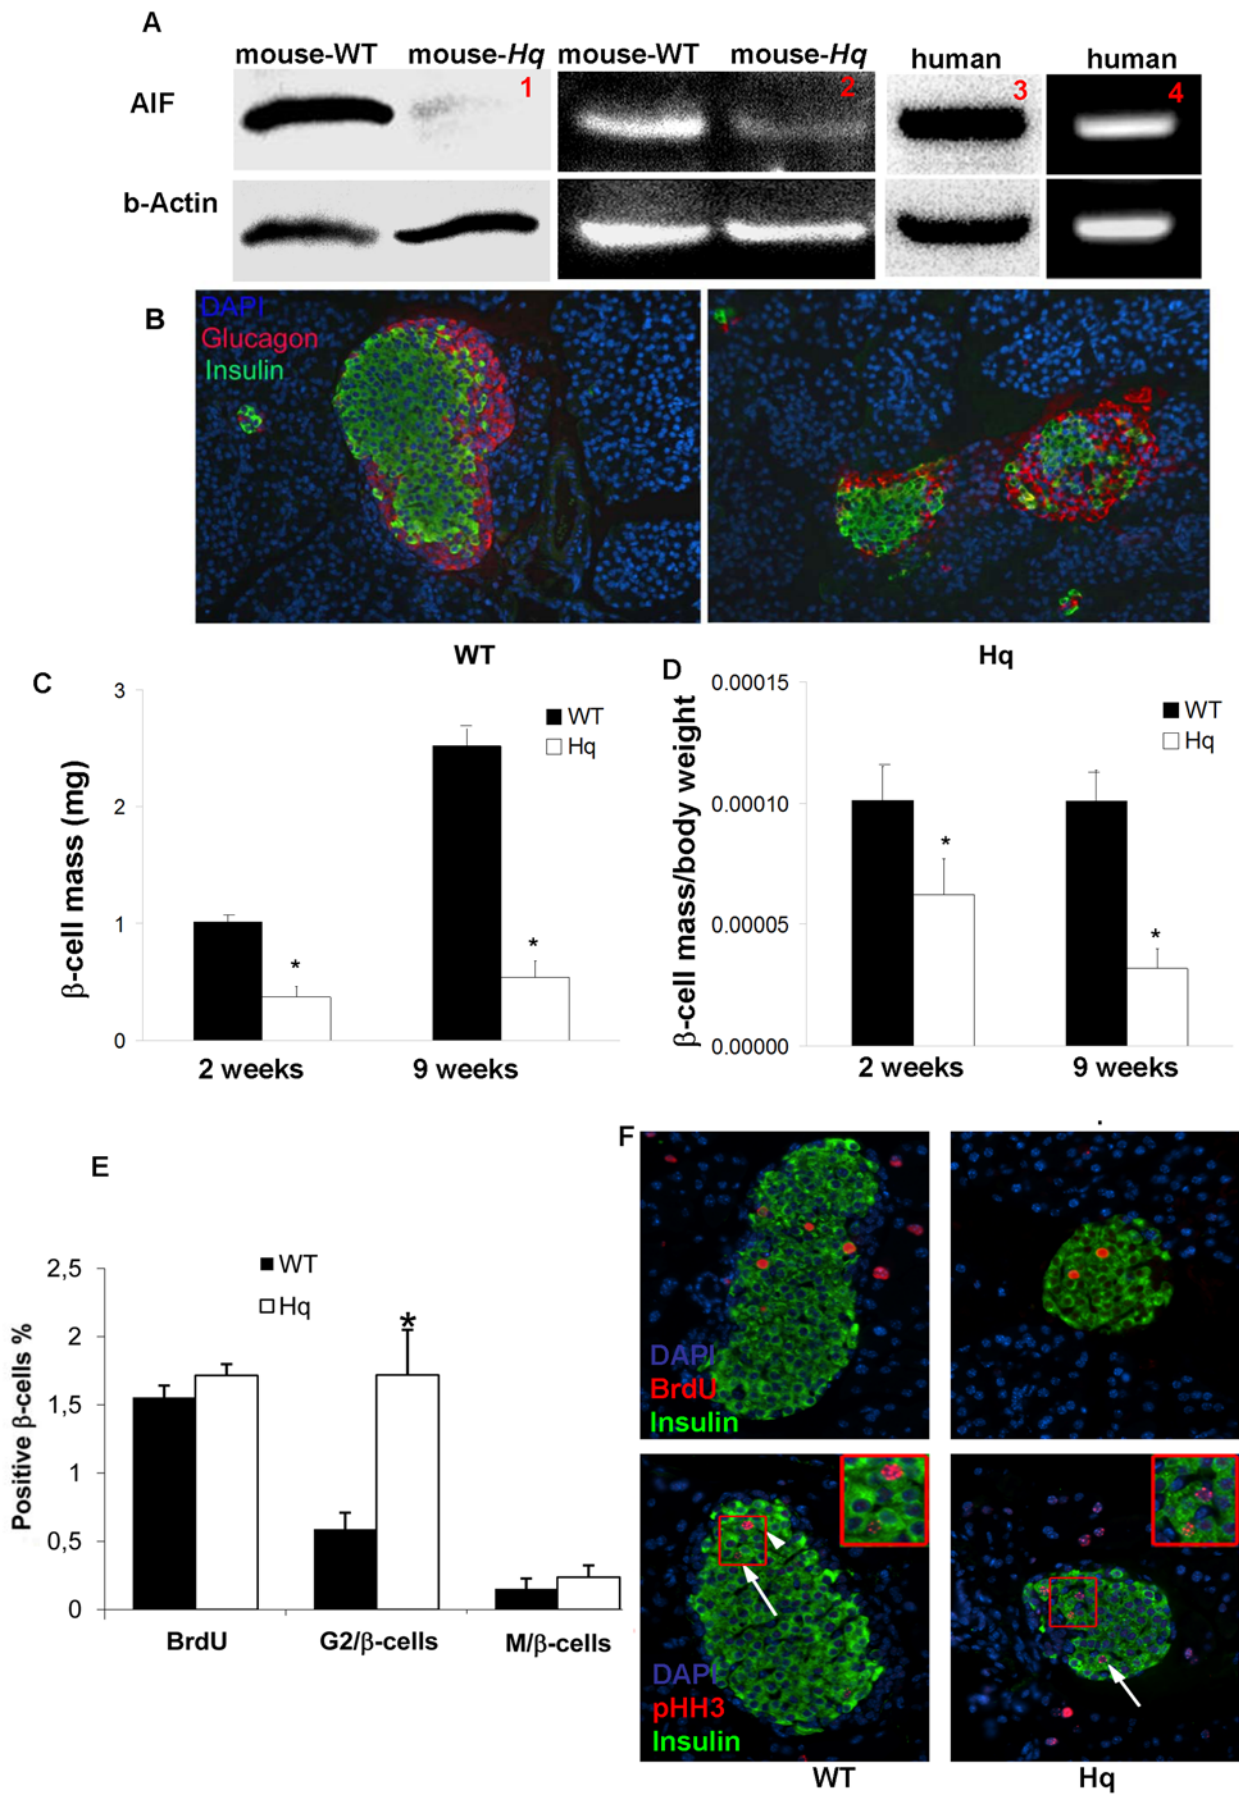 A
mouse-WT mouse-Hq mouse-WT mouse-Hq human human
1 2 3 4
AIF
b-Actin
B
DAPI
Glucagon
Insulin
WT Hq
C
β-cell mass (mg)
3
2
1
0
WT
Hq
*
*
2 weeks 9 weeks
D
β-cell mass/body weight
0.00015
0.00010
0.00005
0.00000
WT
Hq
*
*
2 weeks 9 weeks
E
Positive β-cells %
2,5
2
1,5
1
0,5
0
WT
Hq
*
BrdU G2/β-cells M/β-cells
F
DAPI
BrdU
Insulin
DAPI
pHH3
Insulin
WT Hq